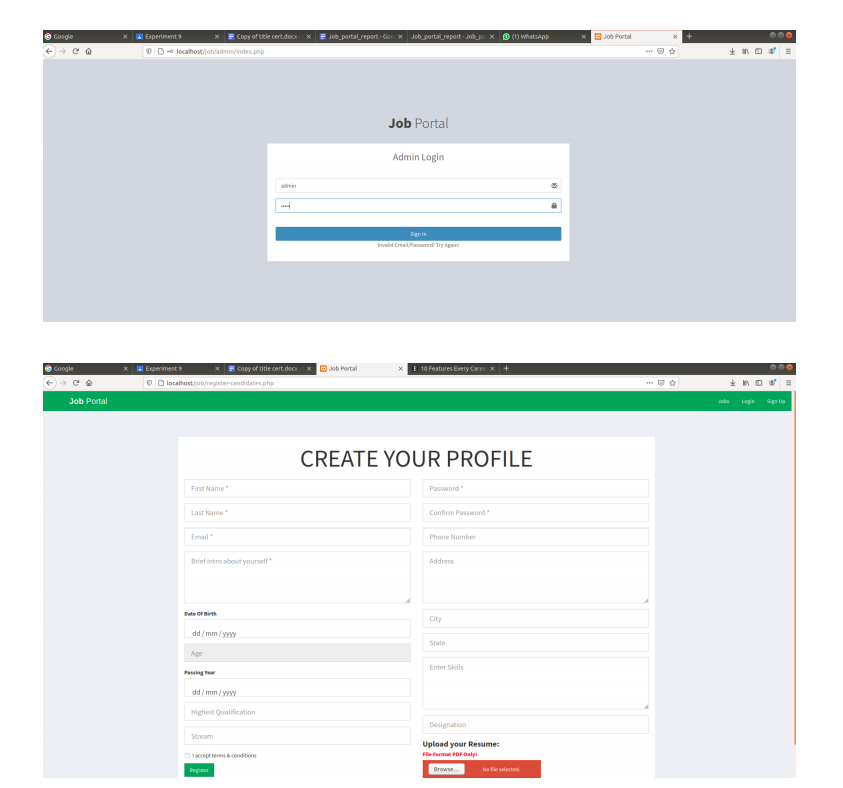 Google
Experiment 9
Copy of title cert.docx -
Job_portal_report - Goo
Job_portal_report - Job_po
(1) WhatsApp
Job Portal
localhost/job/admin/index.php
Job Portal
Admin Login
admin
Sign In
Invalid Email/Password! Try Again!
Google
Experiment 9
Copy of title cert.docx -
Job Portal
10 Features Every Caree
localhost/job/register-candidates.php
Job Portal
Jobs Login Sign Up
CREATE YOUR PROFILE
First Name * Password *
Last Name * Confirm Password *
Email * Phone Number
Brief intro about yourself * Address
Date Of Birth
City
dd / mm / yyyy
State
Age
Enter Skills
Passing Year
dd / mm / yyyy
Highest Qualification
Designation
Stream
Upload your Resume:
I accept terms & conditions
File Format PDF Only!
Register
Browse... No file selected.